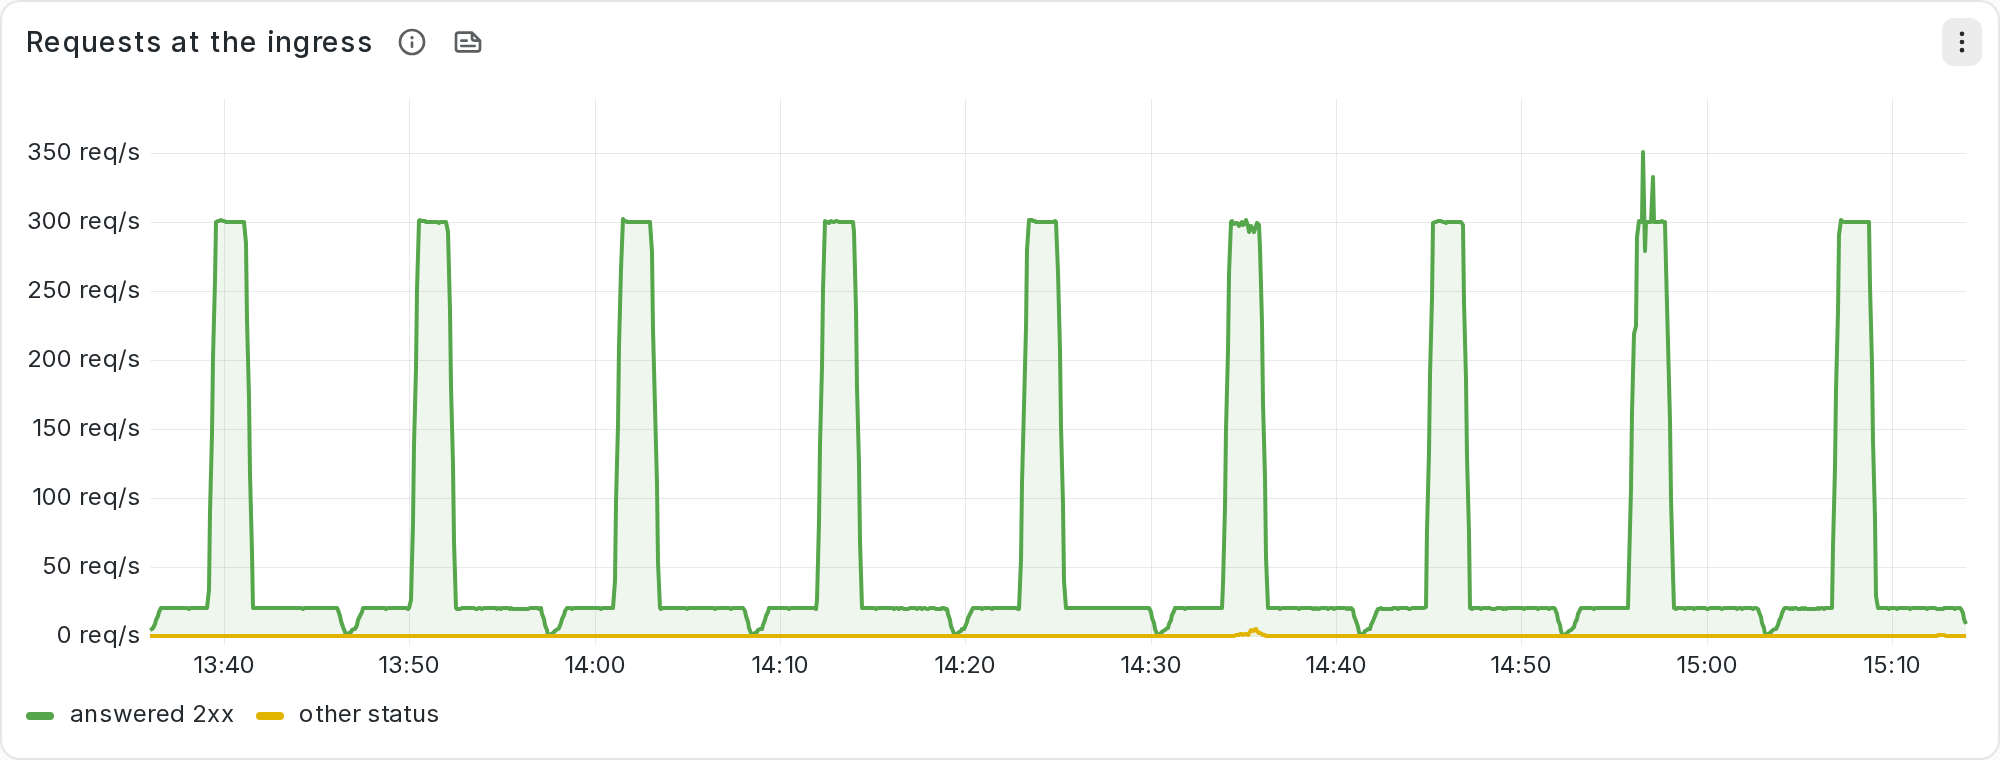 Requests at the ingress
350 req/s
300 req/s
250 req/s
200 req/s
150 req/s
100 req/s
50 req/s
0 req/s
13:40 13:50 14:00 14:10 14:20 14:30 14:40 14:50 15:00 15:10
answered 2xx other status